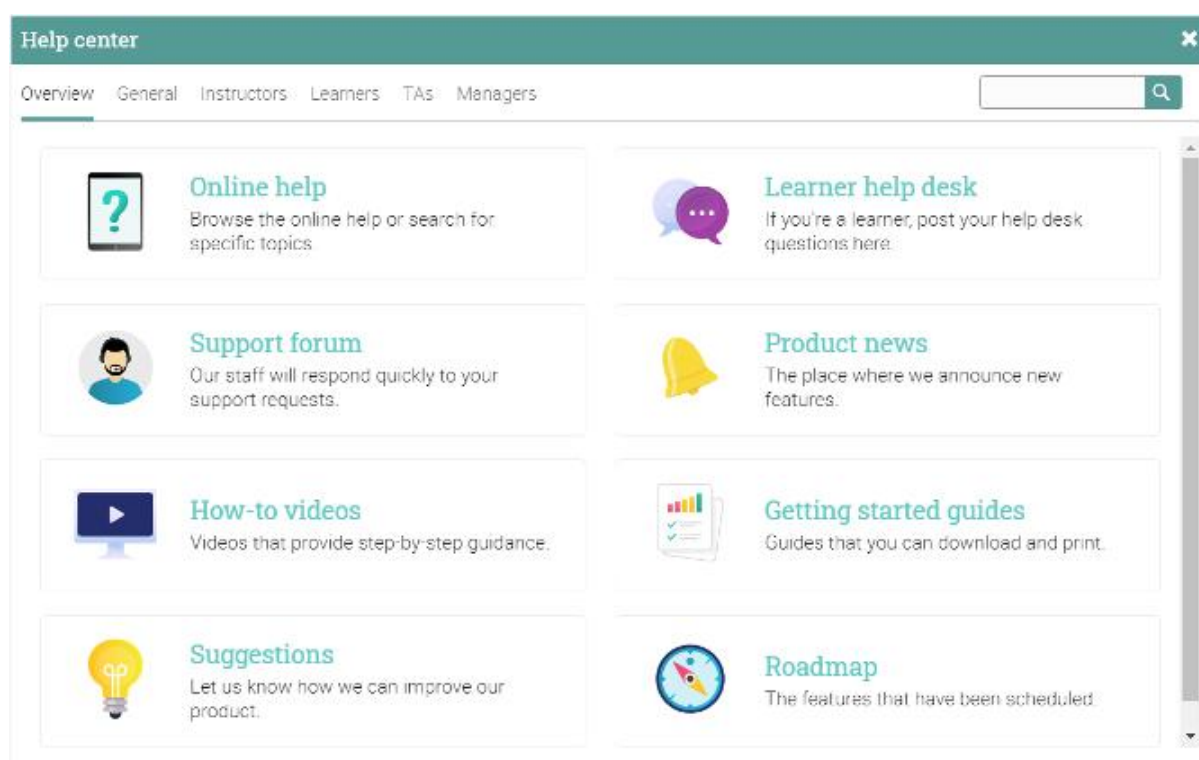 Help center
Overview General Instructors Learners TAs Managers
Online help
Browse the online help or search for
specific topics.
Learner help desk
If you're a learner, post your help desk
questions here.
Support forum
Our staff will respond quickly to your
support requests.
Product news
The place where we announce new
features.
How-to videos
Videos that provide step-by-step guidance.
Getting started guides
Guides that you can download and print.
Suggestions
Let us know how we can improve our
product.
Roadmap
The features that have been scheduled.